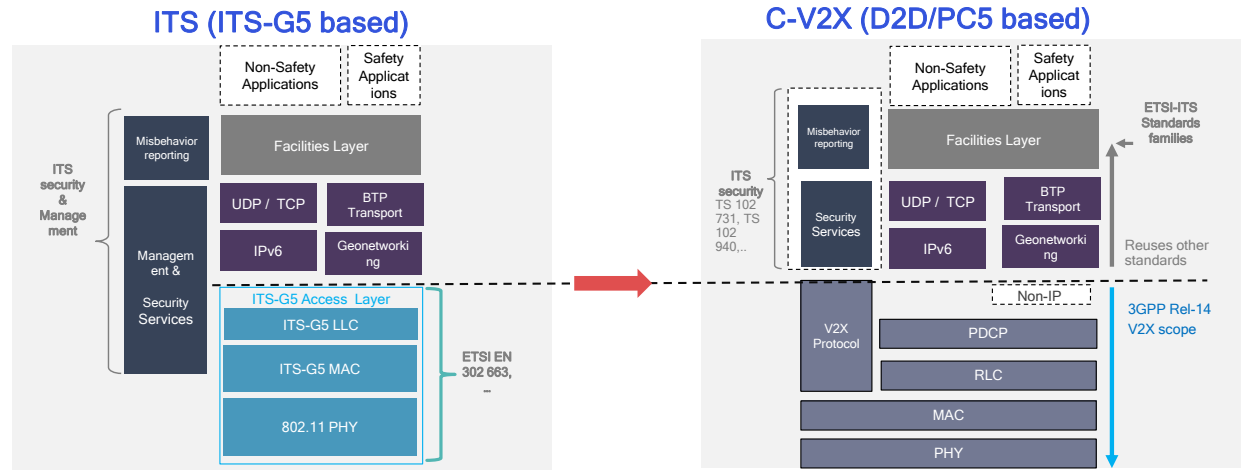 ITS (ITS-G5 based)
Non-Safety
Applications
Safety
Applicat
ions
Misbehavior
reporting
Facilities Layer
ITS
security
&
Manage
ment
UDP / TCP
BTP
Transport
IPv6
Geonetworki
ng
Managem
ent &
Security
Services
ITS-G5 Access Layer
ITS-G5 LLC
ITS-G5 MAC
802.11 PHY
ETSI EN
302 663,
...
C-V2X (D2D/PC5 based)
Non-Safety
Applications
Safety
Applicat
ions
Misbehavior
reporting
Facilities Layer
ETSI-ITS
Standards
families
ITS
security
TS 102
731, TS
102
940,..
Security
Services
UDP / TCP
BTP
Transport
IPv6
Geonetworki
ng
Reuses other
standards
Non-IP
V2X
Protocol
PDCP
RLC
MAC
PHY
3GPP Rel-14
V2X scope